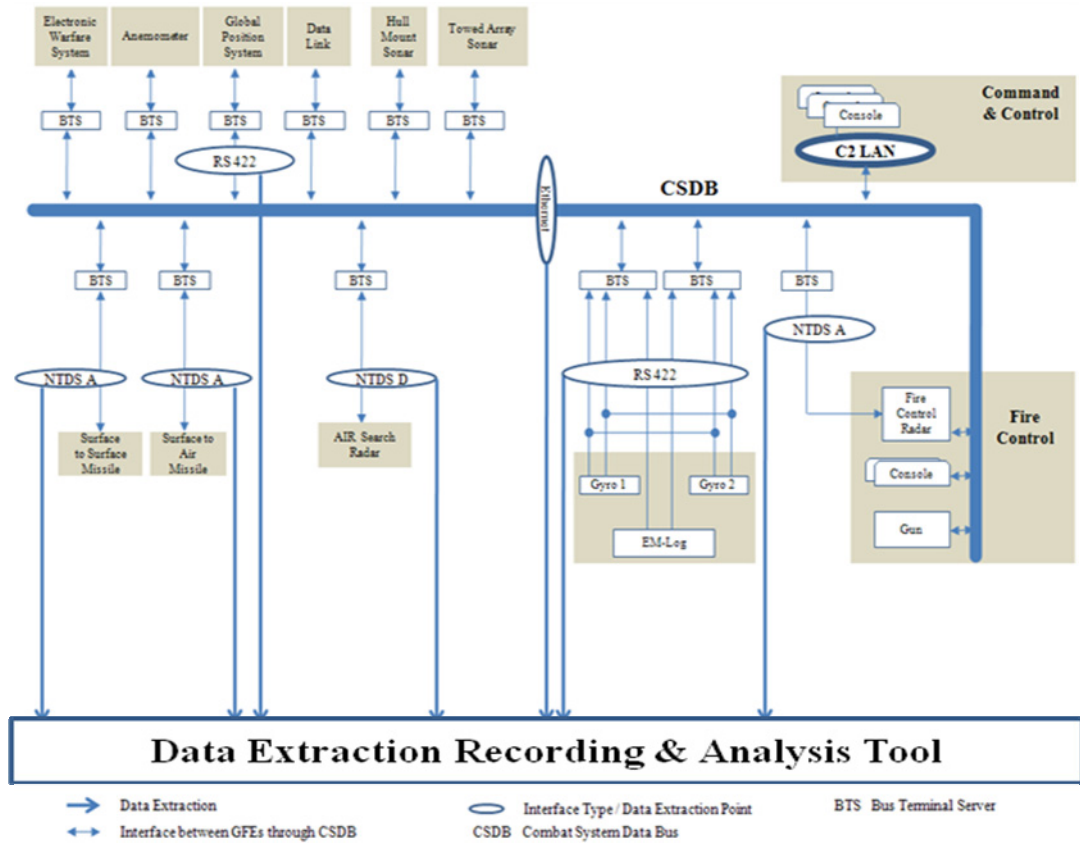 Electronic
Warfare
System
Anemometer
Global
Position
System
Data
Link
Hull
Mount
Sonar
Towed Array
Sonar
BTS
BTS
BTS
BTS
BTS
BTS
RS 422
Ethernet
CSDB
Console
C2 LAN
Command
& Control
BTS
BTS
BTS
BTS
BTS
BTS
NTDS A
NTDS A
NTDS D
RS 422
NTDS A
Surface
to Surface
Missile
Surface to
Air
Missile
AIR Search
Radar
Gyro 1
Gyro 2
EM-Log
Fire
Control
Radar
Console
Gun
Fire
Control
Data Extraction Recording & Analysis Tool
Data Extraction
Interface Type / Data Extraction Point
BTS Bus Terminal Server
Interface between GFEs through CSDB
CSDB Combat System Data Bus